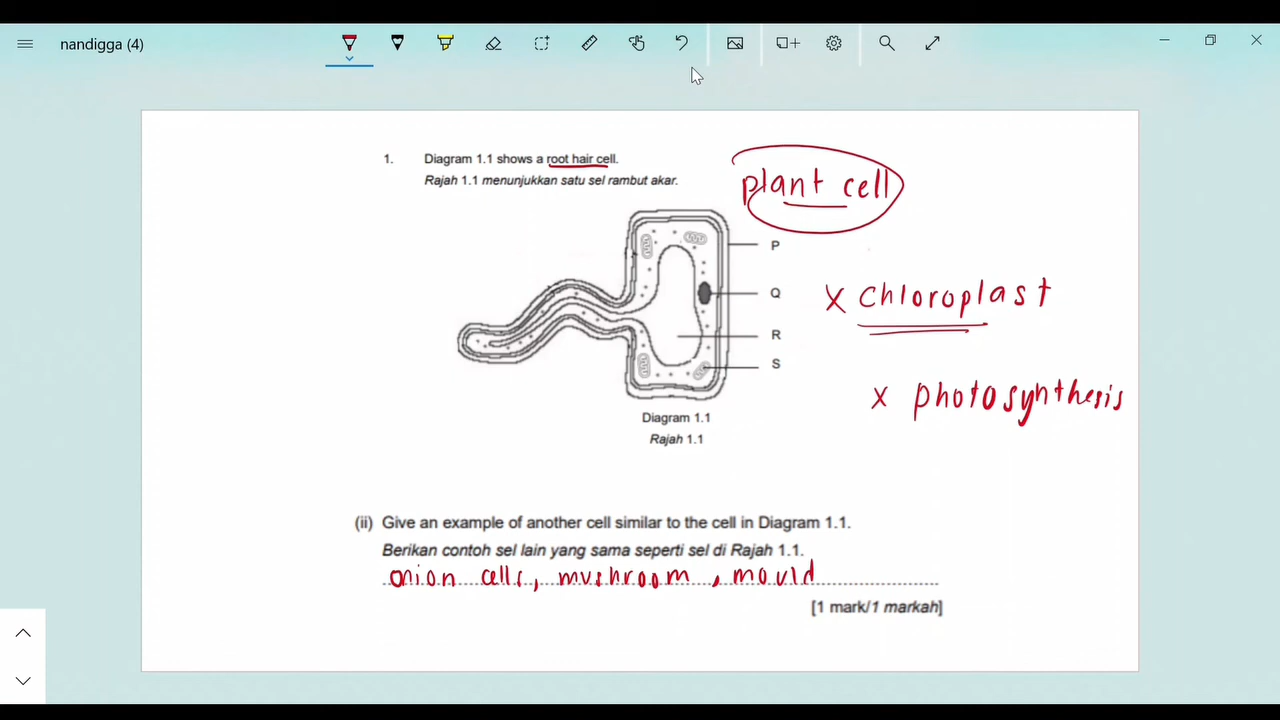 nandigga (4)
1. Diagram 1.1 shows a root hair cell.
Rajah 1.1 menunjukkan satu sel rambut akar.
plant cell
P
Q
R
S
x chloroplast
x photosynthesis
Diagram 1.1
Rajah 1.1
(ii) Give an example of another cell similar to the cell in Diagram 1.1.
Berikan contoh sel lain yang sama seperti sel di Rajah 1.1.
onion cells, mushroom, mould
[1 mark/1 markah]